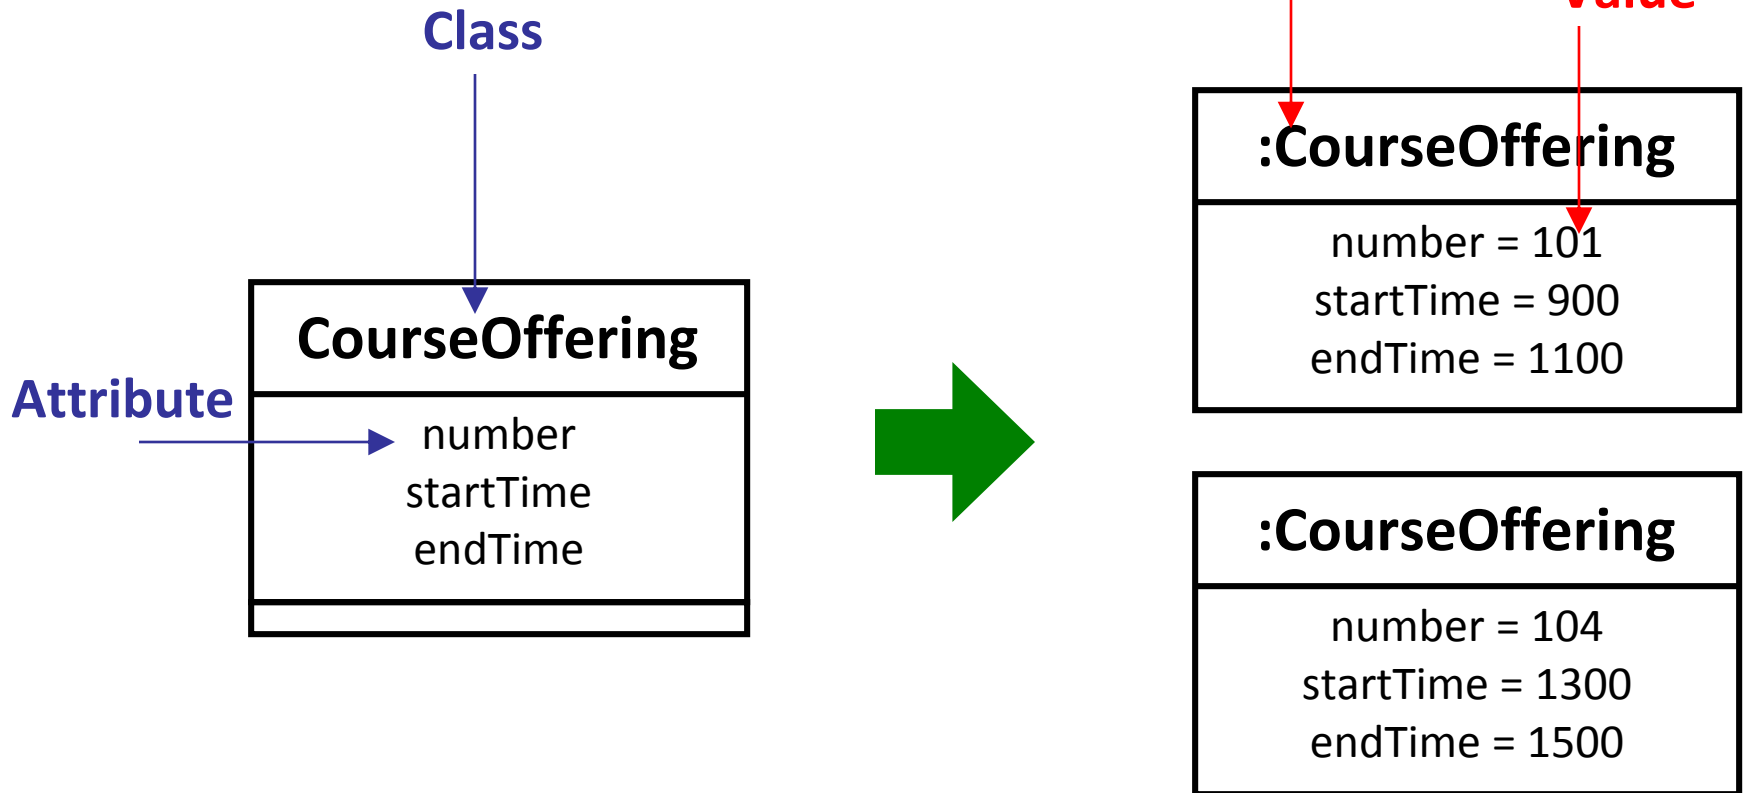 Class
Value
:CourseOffering
number = 101
startTime = 900
endTime = 1100
CourseOffering
Attribute
number
startTime
endTime
:CourseOffering
number = 104
startTime = 1300
endTime = 1500